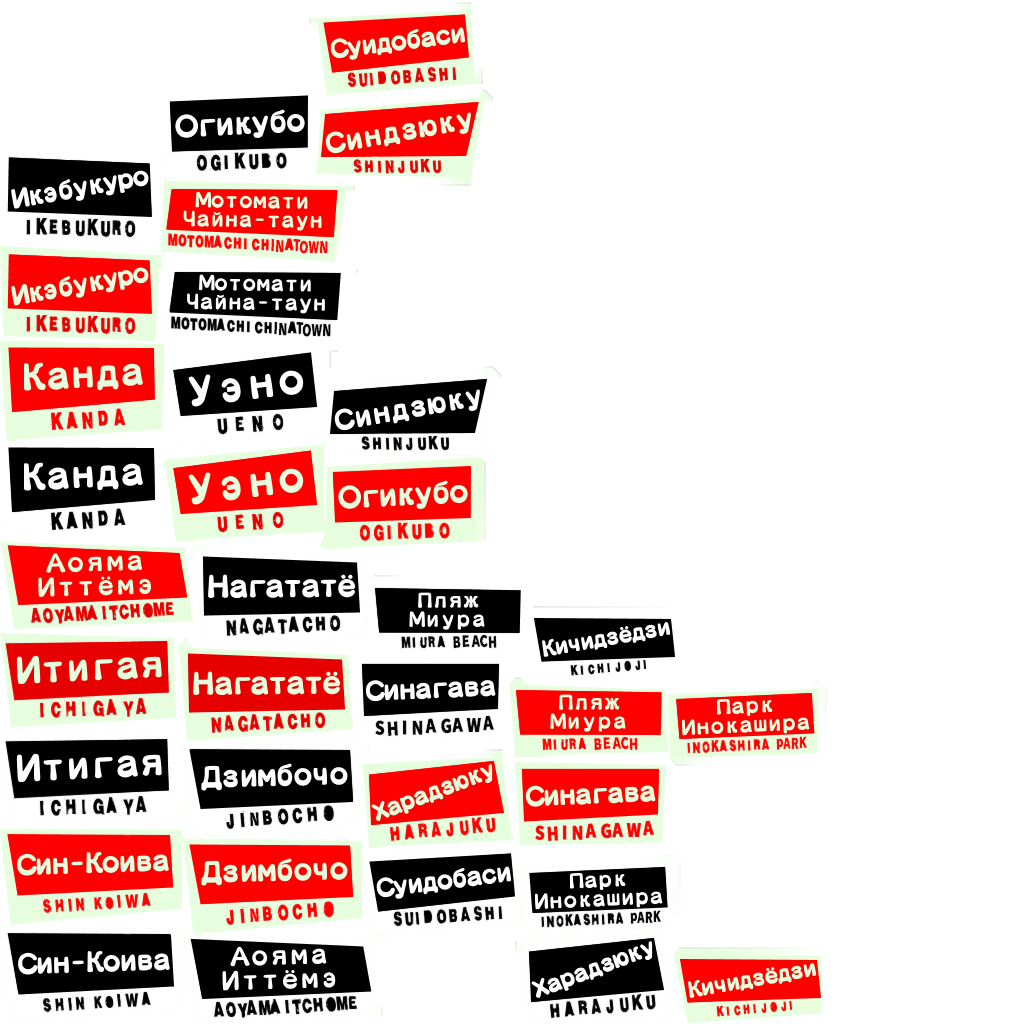 Суидобаси
SUIDOBASHI
Огикубо
OGIKUBO
Синдзюку
SHINJUKU
Икэбукуро
IKEBUKURO
Мотомати
Чайна-таун
MOTOMACHI CHINATOWN
Икэбукуро
IKEBUKURO
Мотомати
Чайна-таун
MOTOMACHI CHINATOWN
Канда
KANDA
Уэно
UENO
Синдзюку
SHINJUKU
Канда
KANDA
Уэно
UENO
Огикубо
OGIKUBO
Аояма
Иттёмэ
AOYAMA ITCHOME
Нагататё
NAGATACHO
Пляж
Миура
MIURA BEACH
Кичидзёдзи
KICHIJOJI
Итигая
ICHIGAYA
Нагататё
NAGATACHO
Синагава
SHINAGAWA
Пляж
Миура
MIURA BEACH
Парк
Инокашира
INOKASHIRA PARK
Итигая
ICHIGAYA
Дзимбочо
JINBOCHO
Харадзюку
HARAJUKU
Синагава
SHINAGAWA
Син-Коива
SHIN KOIWA
Дзимбочо
JINBOCHO
Суидобаси
SUIDOBASHI
Парк
Инокашира
INOKASHIRA PARK
Син-Коива
SHIN KOIWA
Аояма
Иттёмэ
AOYAMA ITCHOME
Харадзюку
HARAJUKU
Кичидзёдзи
KICHIJOJI